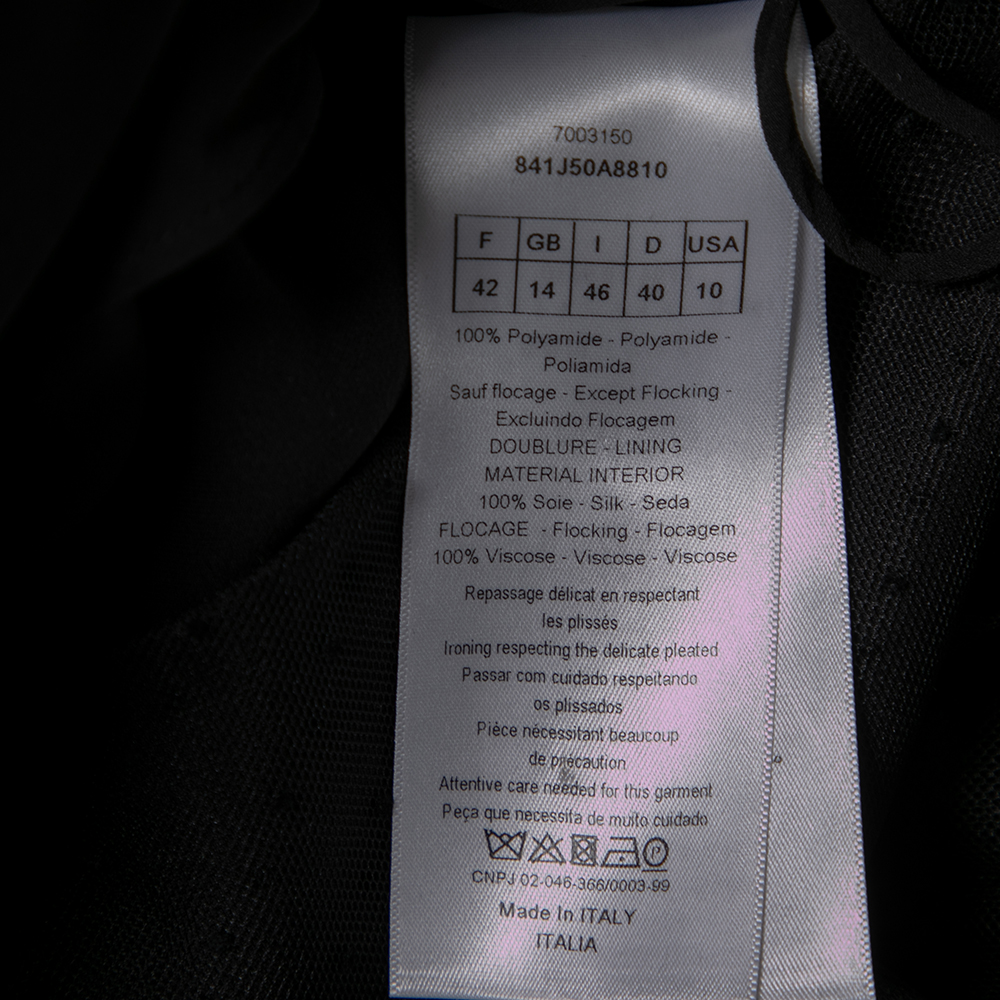 7003150
841J50A8810
F GB I D USA
42 14 46 40 10
100% Polyamide - Polyamide -
Poliamida
Sauf flocage - Except Flocking -
Excluindo Flocagem
DOUBLURE - LINING
MATERIAL INTERIOR
100% Soie - Silk - Seda
FLOCAGE - Flocking - Flocagem
100% Viscose - Viscose - Viscose
Repassage délicat en respectant
les plissés
Ironing respecting the delicate pleated
Passar com cuidado respeitando
os plissados
Pièce nécessitant beaucoup
de précaution
Attentive care needed for this garment
Peça que necessita de muito cuidado
P
CNPJ 02-046-366/0003-99
Made In ITALY
ITALIA